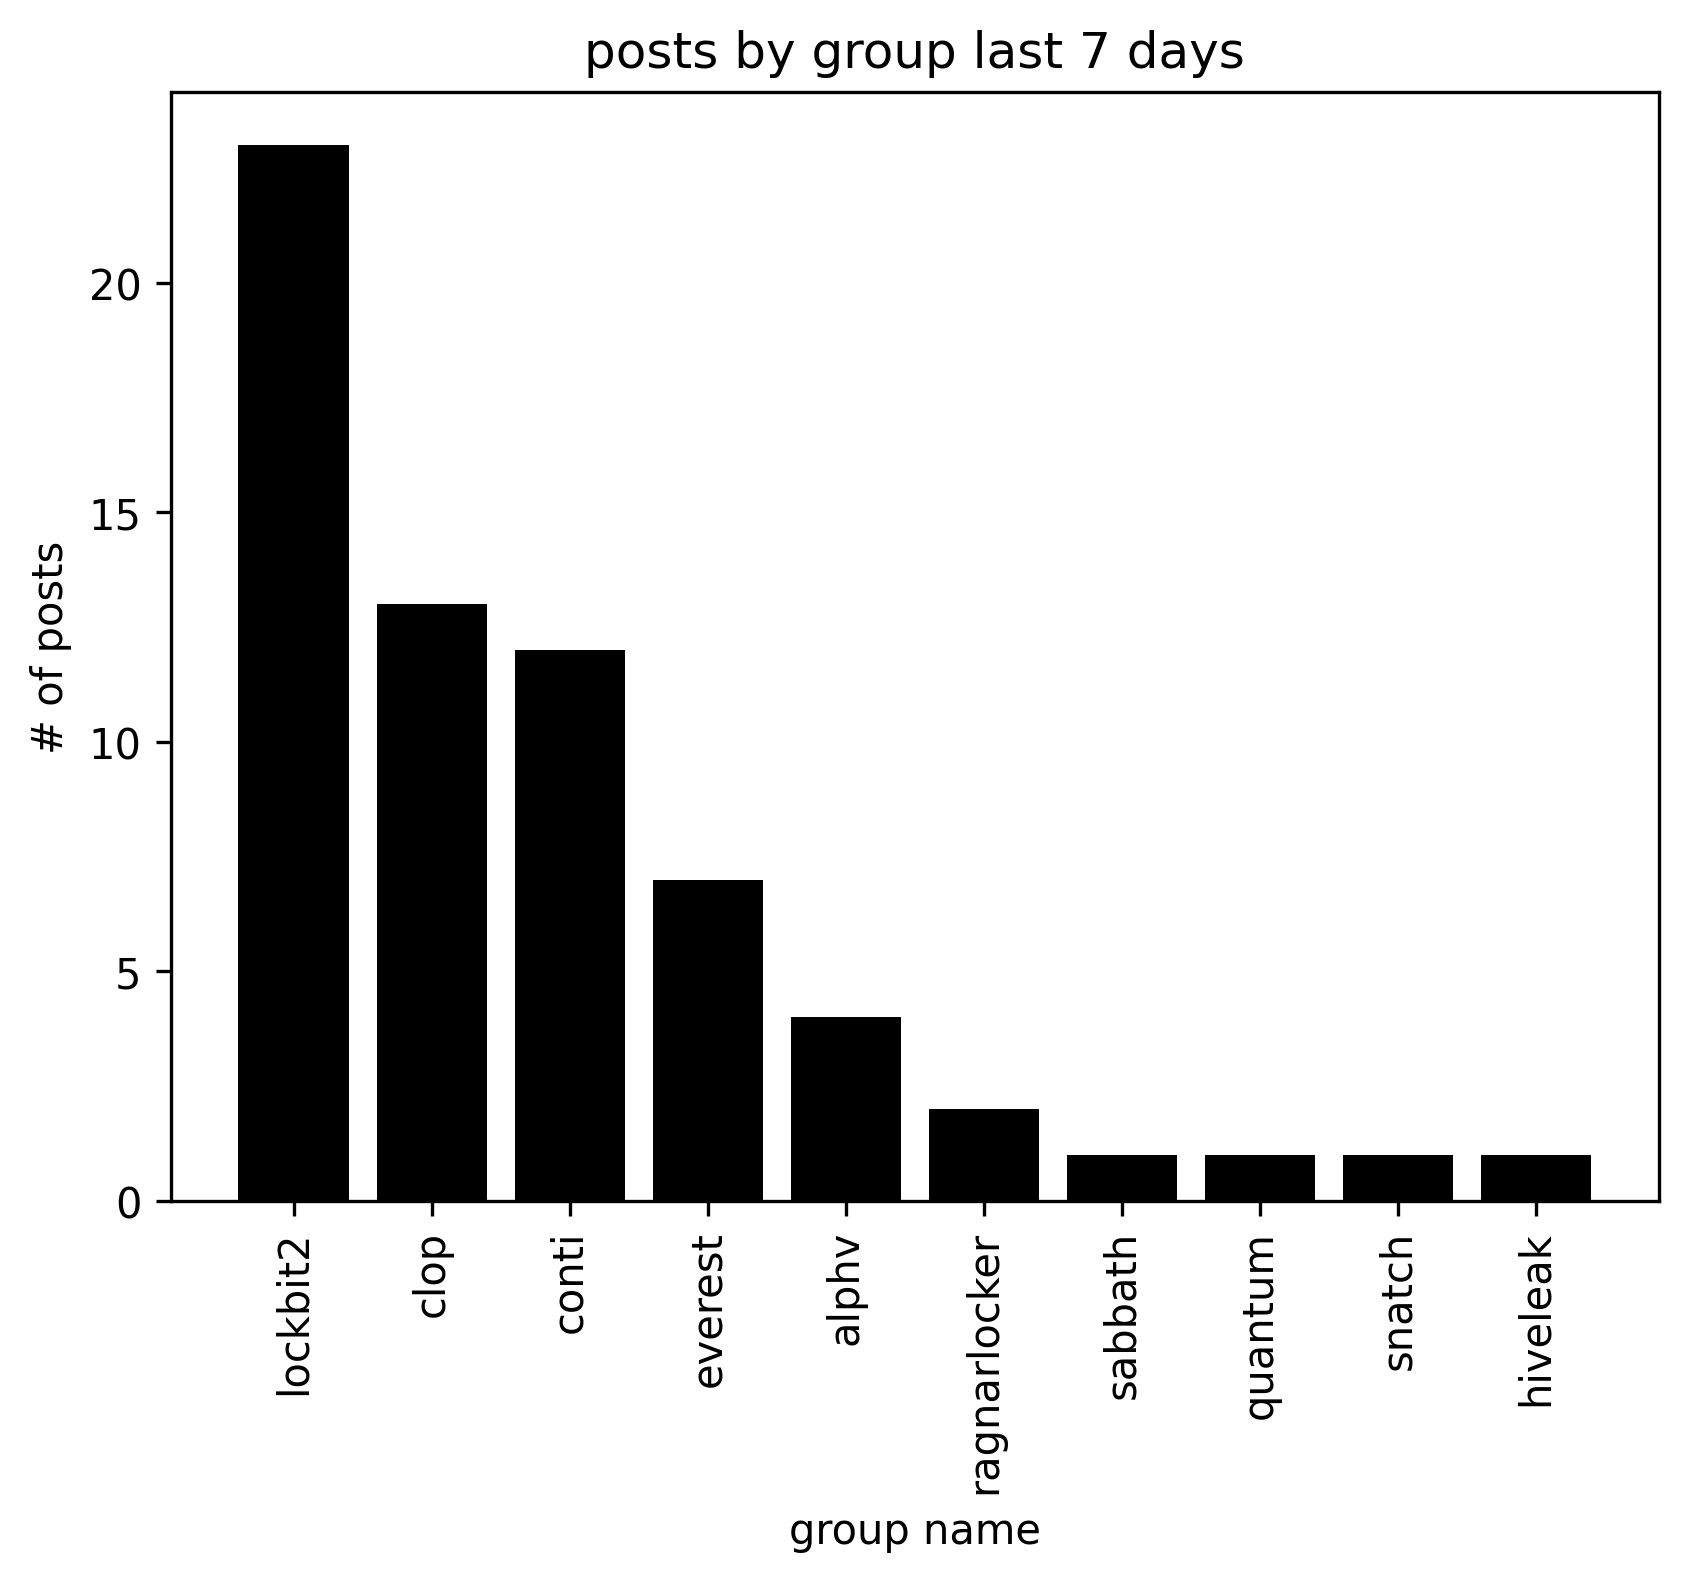 posts by group last 7 days
# of posts
20
15
10
5
0
lockbit2
clop
conti
everest
alphv
ragnarlocker
sabbath
quantum
snatch
hiveleak
group name